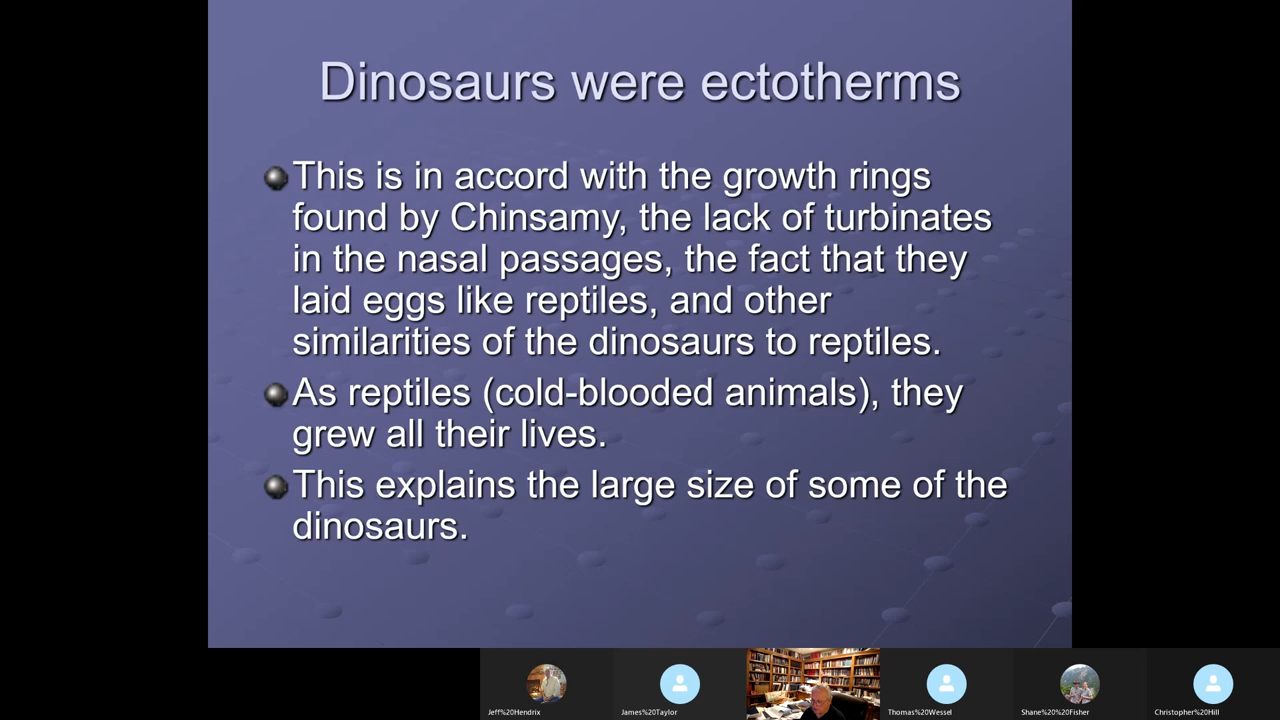 Dinosaurs were ectotherms
This is in accord with the growth rings
found by Chinsamy, the lack of turbinates
in the nasal passages, the fact that they
laid eggs like reptiles, and other
similarities of the dinosaurs to reptiles.
As reptiles (cold-blooded animals), they
grew all their lives.
This explains the large size of some of the
dinosaurs.
Jeff%20Hendrix
James%20Taylor
Thomas%20Wessel
Shane%20%20Fisher
Christopher%20Hill